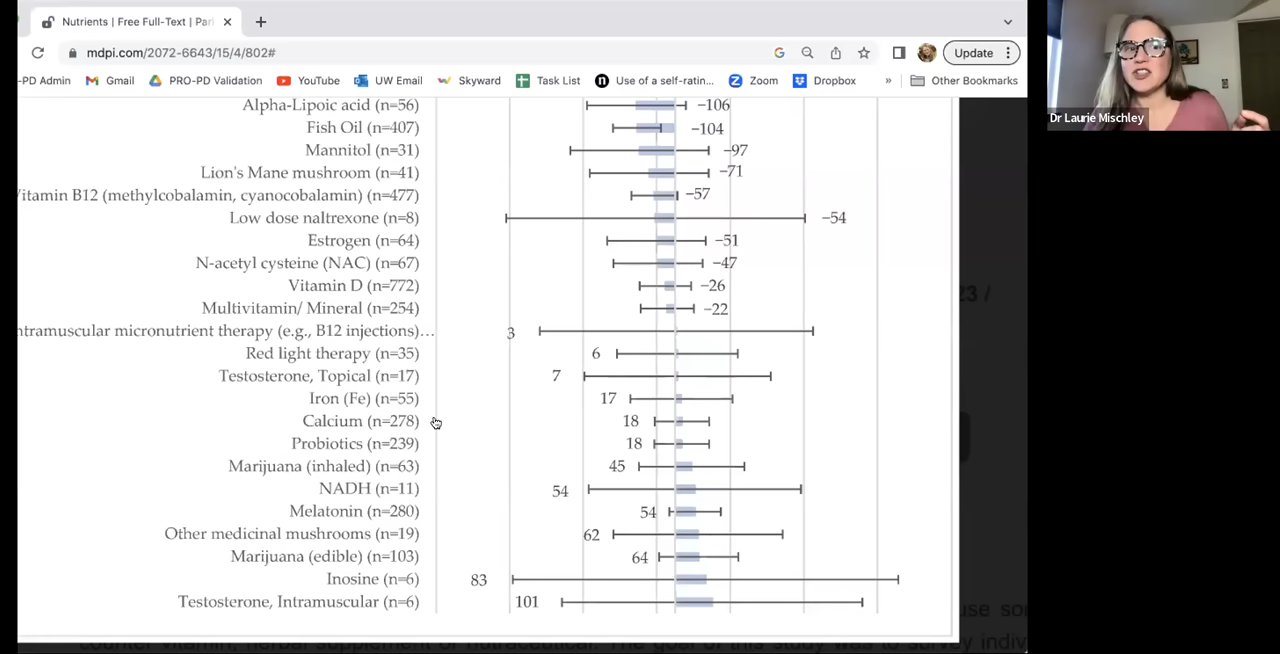 Nutrients | Free Full-Text | Par
mdpi.com/2072-6643/15/4/802#
Update
-PD Admin Gmail PRO-PD Validation YouTube UW Email Skyward Task List Use of a self-ratin... Zoom Dropbox » Other Bookmarks
Dr Laurie Mischley
Alpha-Lipoic acid (n=56) −106
Fish Oil (n=407) −104
Mannitol (n=31) −97
Lion's Mane mushroom (n=41) −71
Vitamin B12 (methylcobalamin, cyanocobalamin) (n=477) −57
Low dose naltrexone (n=8) −54
Estrogen (n=64) −51
N-acetyl cysteine (NAC) (n=67) −47
Vitamin D (n=772) −26
Multivitamin/ Mineral (n=254) −22
ntramuscular micronutrient therapy (e.g., B12 injections)… 3
Red light therapy (n=35) 6
Testosterone, Topical (n=17) 7
Iron (Fe) (n=55) 17
Calcium (n=278) 18
Probiotics (n=239) 18
Marijuana (inhaled) (n=63) 45
NADH (n=11) 54
Melatonin (n=280) 54
Other medicinal mushrooms (n=19) 62
Marijuana (edible) (n=103) 64
Inosine (n=6) 83
Testosterone, Intramuscular (n=6) 101
23 /
use so